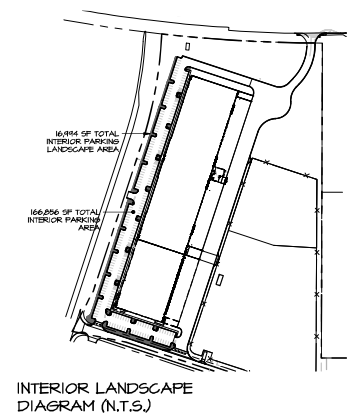 16,994 SF TOTAL
INTERIOR PARKING
LANDSCAPE AREA
166,856 SF TOTAL
INTERIOR PARKING
AREA
INTERIOR LANDSCAPE
DIAGRAM (N.T.S.)